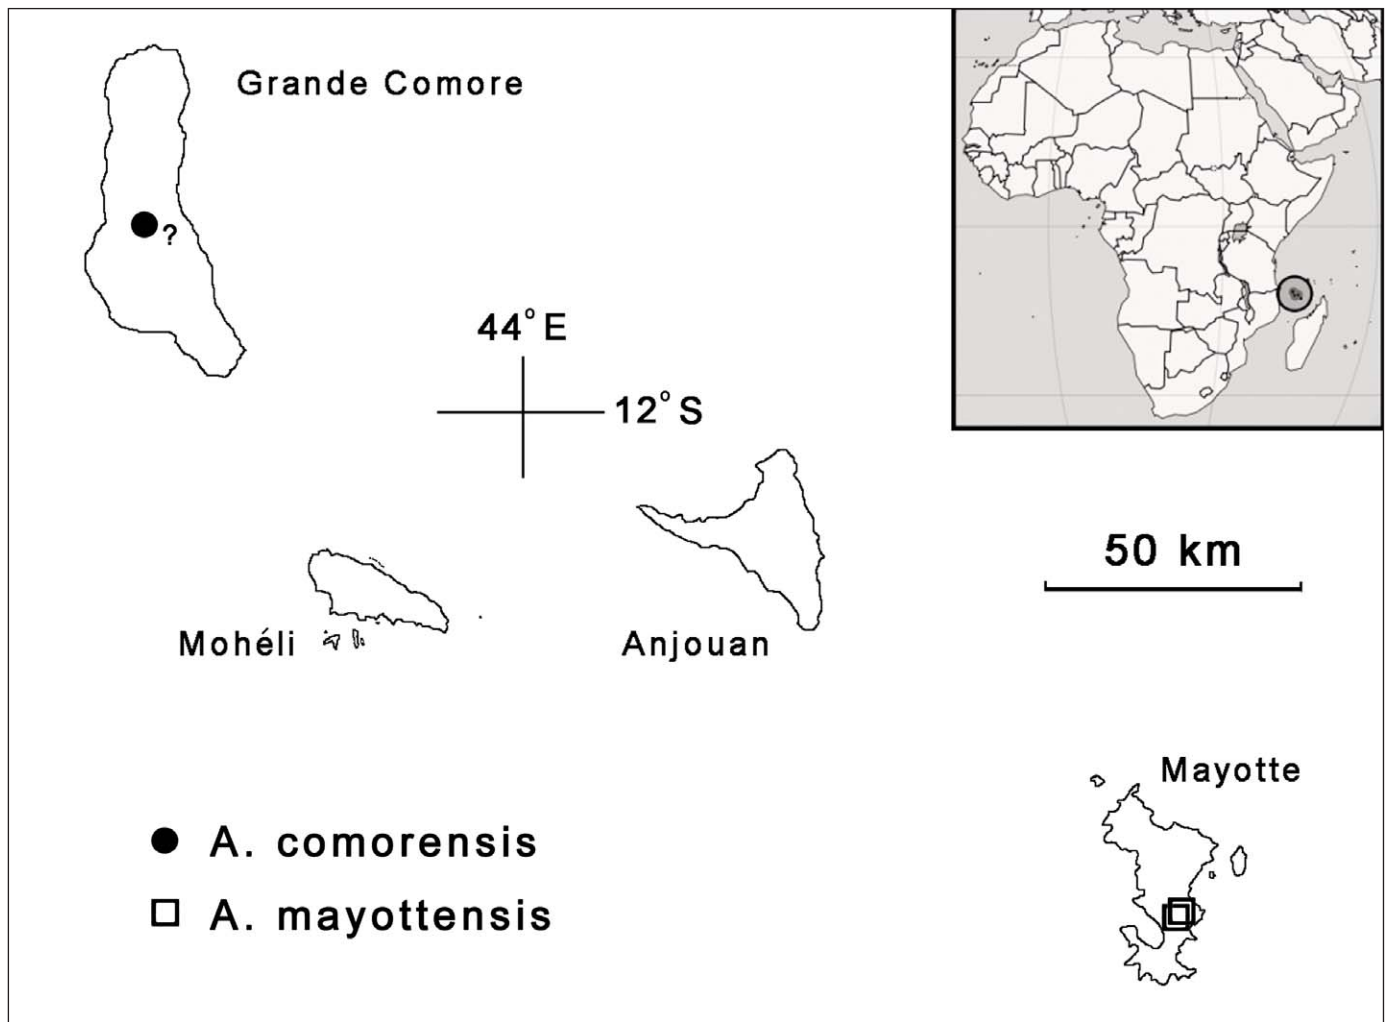 Grande Comore
?
44°E
12°S
50 km
Mohéli
Anjouan
Mayotte
A. comorensis
A. mayottensis